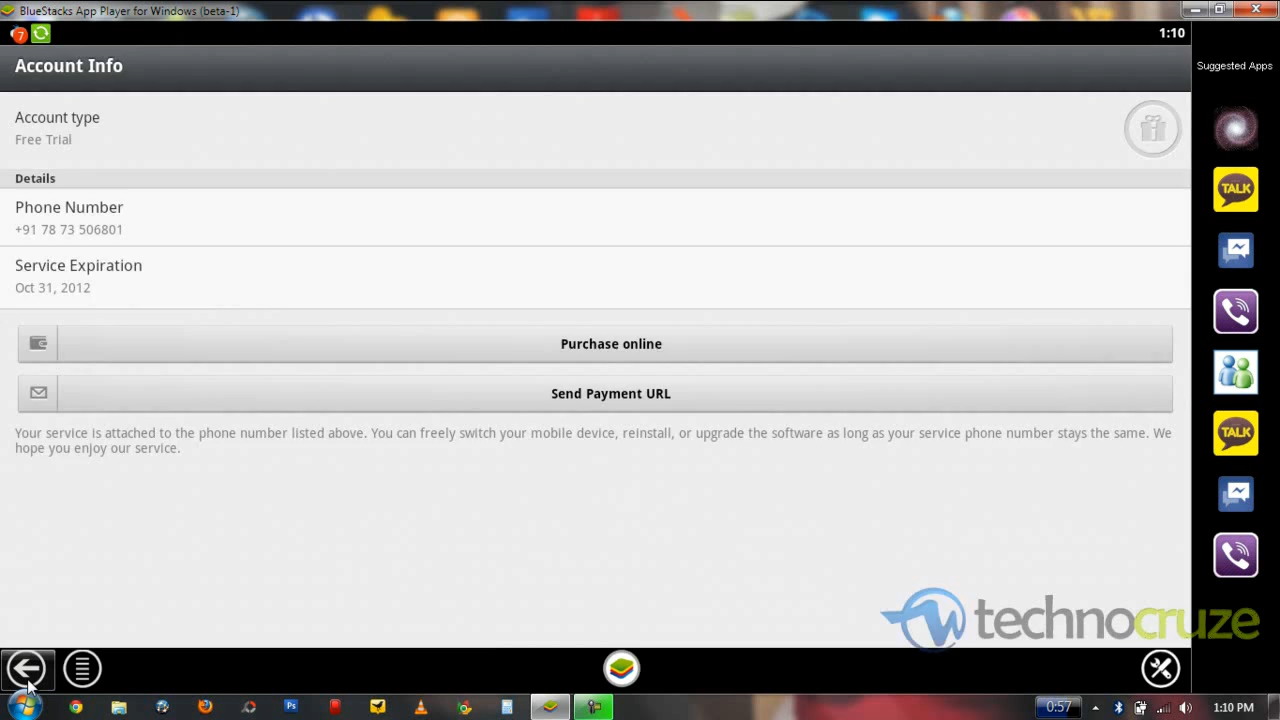 BlueStacks App Player for Windows (beta-1)
7
1:10
Account Info
Suggested Apps
Account type
Free Trial
Details
TALK
Phone Number
+91 78 73 506801
Service Expiration
Oct 31, 2012
Purchase online
Send Payment URL
TALK
Your service is attached to the phone number listed above. You can freely switch your mobile device, reinstall, or upgrade the software as long as your service phone number stays the same. We
hope you enjoy our service.
technocruze
Ps
0:57
1:10 PM